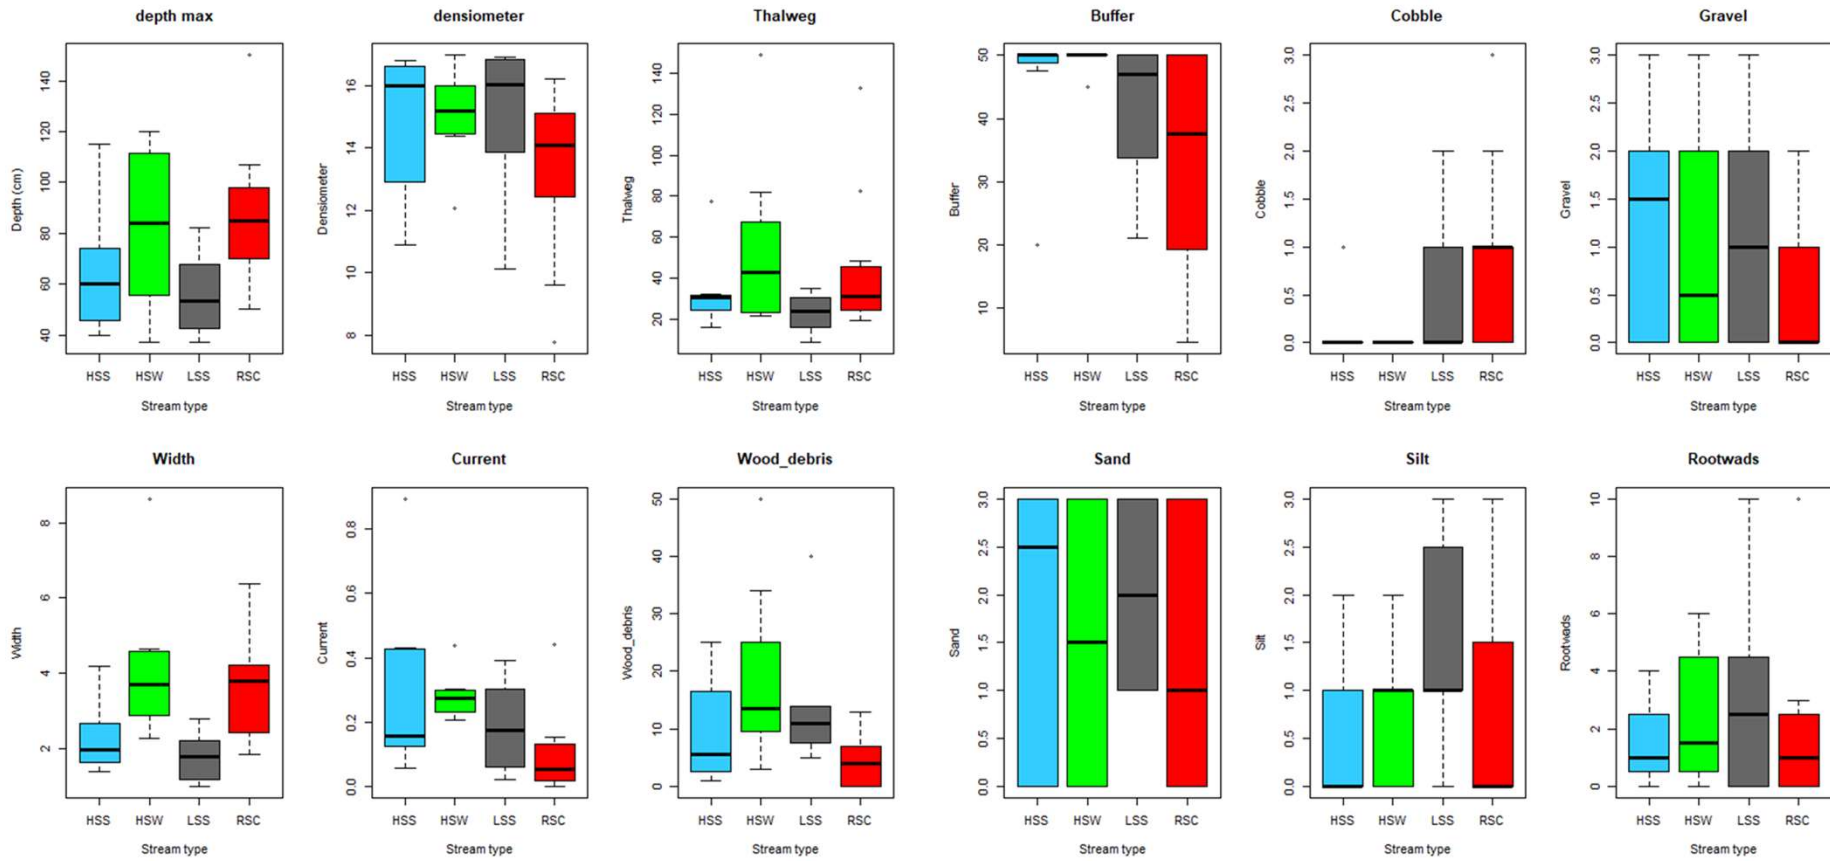 depth max
Depth (cm)
140
120
100
80
60
40
HSS HSW LSS RSC
Stream type
densiometer
Densiometer
16
14
12
10
8
HSS HSW LSS RSC
Stream type
Thalweg
Thalweg
140
120
100
80
60
40
20
HSS HSW LSS RSC
Stream type
Buffer
Buffer
50
40
30
20
10
HSS HSW LSS RSC
Stream type
Cobble
Cobble
3.0
2.5
2.0
1.5
1.0
0.5
0.0
HSS HSW LSS RSC
Stream type
Gravel
Gravel
3.0
2.5
2.0
1.5
1.0
0.5
0.0
HSS HSW LSS RSC
Stream type
Width
Width
8
6
4
2
HSS HSW LSS RSC
Stream type
Current
Current
0.8
0.6
0.4
0.2
0.0
HSS HSW LSS RSC
Stream type
Wood_debris
Wood_debris
50
40
30
20
10
0
HSS HSW LSS RSC
Stream type
Sand
Sand
3.0
2.5
2.0
1.5
1.0
0.5
0.0
HSS HSW LSS RSC
Stream type
Silt
Silt
3.0
2.5
2.0
1.5
1.0
0.5
0.0
HSS HSW LSS RSC
Stream type
Rootwads
Rootwads
10
8
6
4
2
0
HSS HSW LSS RSC
Stream type